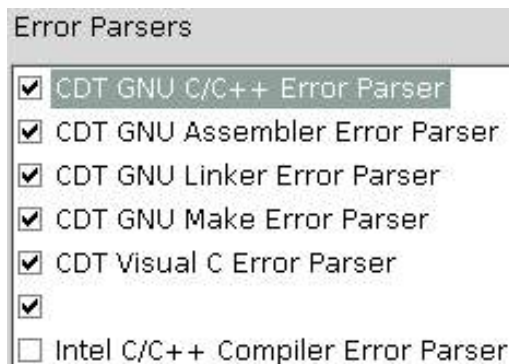 Error Parsers
CDT GNU C/C++ Error Parser
CDT GNU Assembler Error Parser
CDT GNU Linker Error Parser
CDT GNU Make Error Parser
CDT Visual C Error Parser
Intel C/C++ Compiler Error Parser